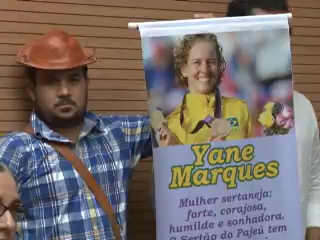 Yane
Marques
Mulher sertaneja:
forte, corajosa,
humilde e sonhadora.
O Sertão do Pajeú tem